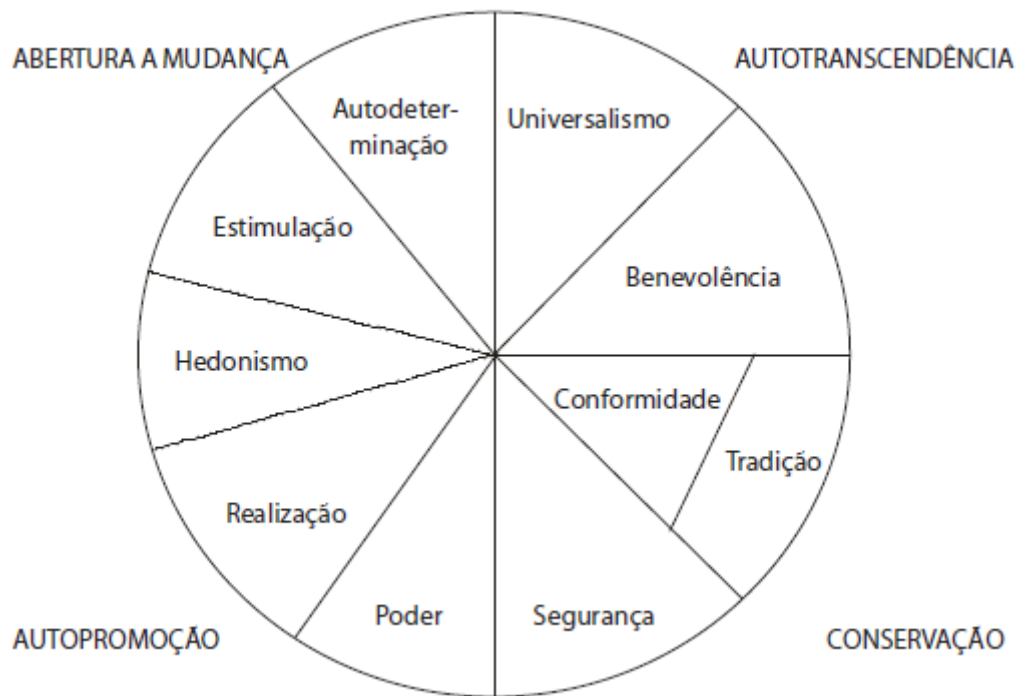 ABERTURA A MUDANÇA
AUTOTRANSCENDÊNCIA
Autodeter-
minação
Universalismo
Estimulação
Benevolência
Hedonismo
Conformidade
Tradição
Realização
Poder
Segurança
AUTOPROMOÇÃO
CONSERVAÇÃO